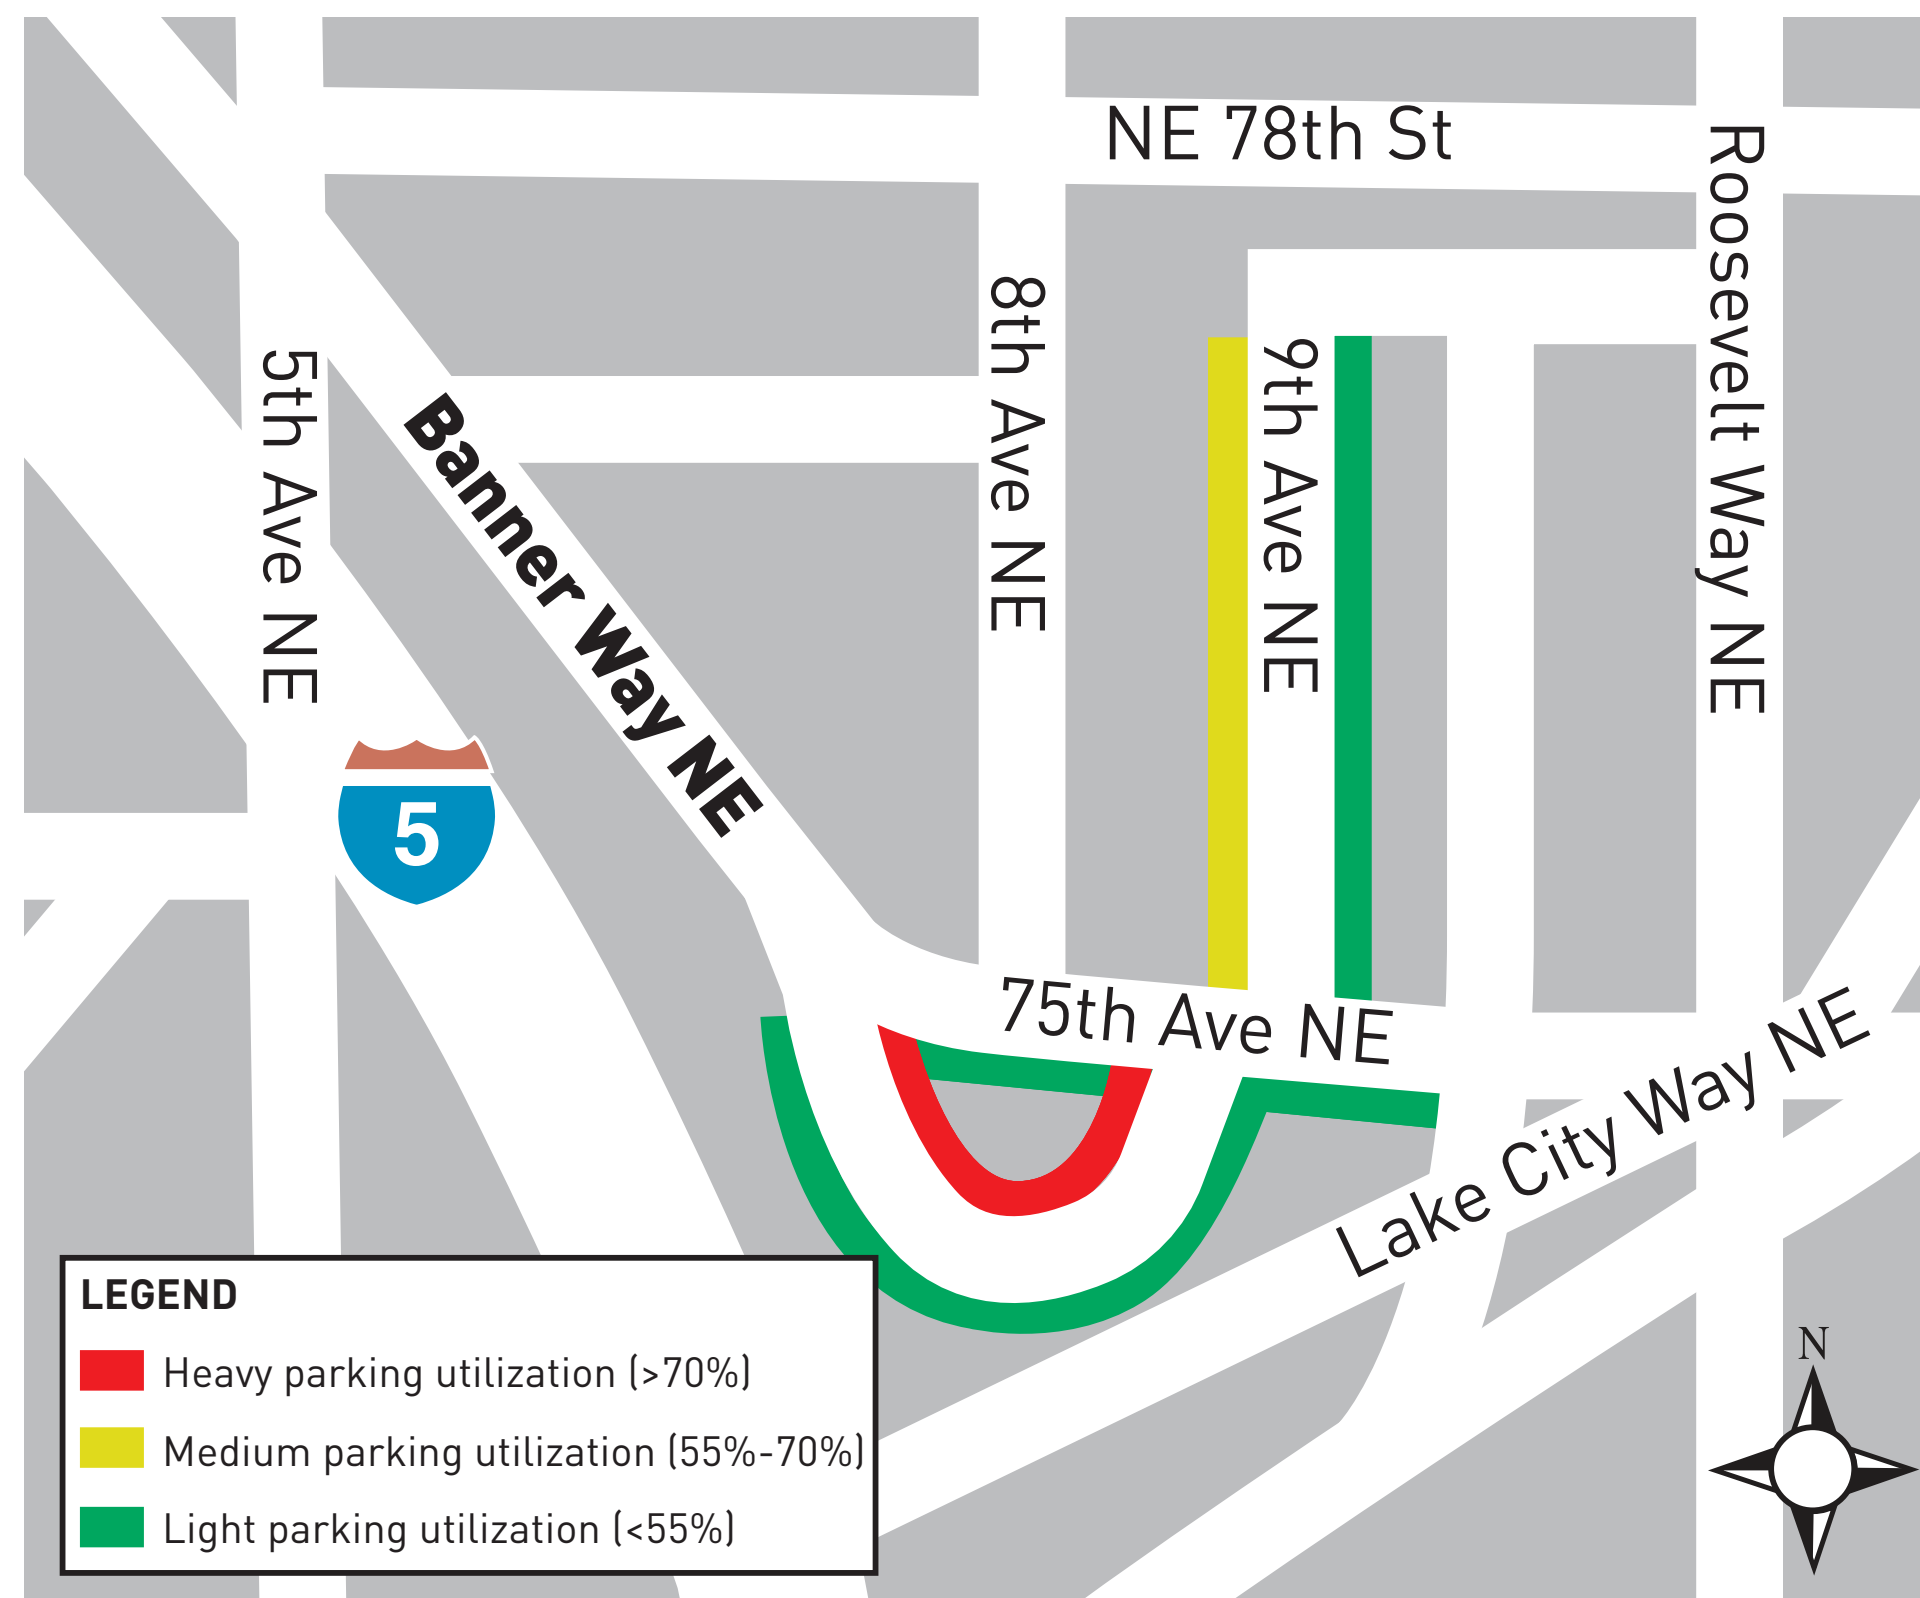 NE 78th St
Roosevelt Way NE
8th Ave NE
9th Ave NE
5th Ave NE
Banner Way NE
5
75th Ave NE
Lake City Way NE
LEGEND
Heavy parking utilization (>70%)
Medium parking utilization (55%-70%)
Light parking utilization (<55%)
N